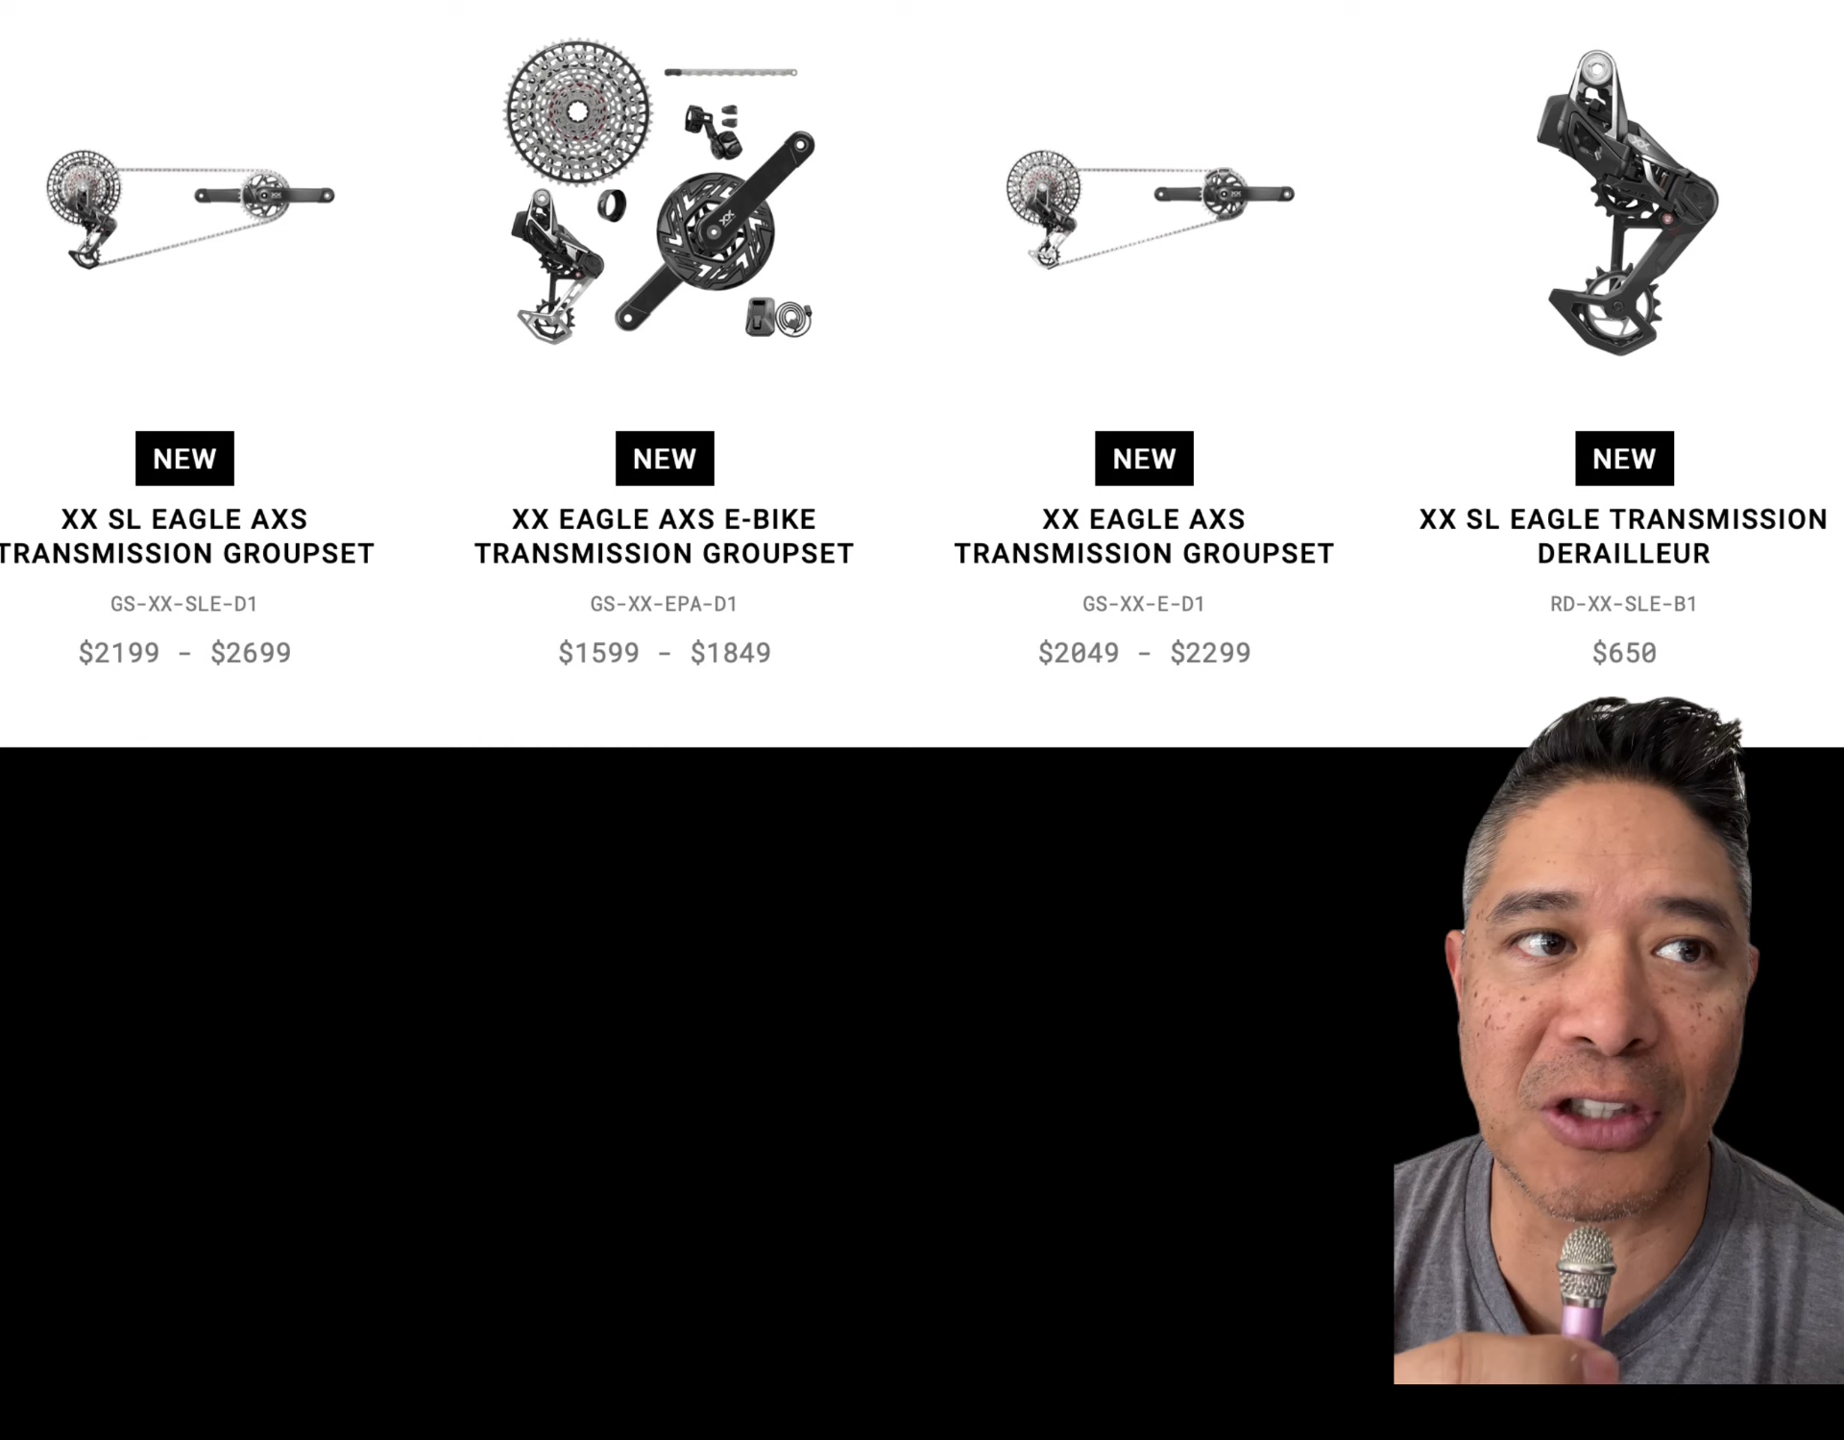 NEW
XX SL EAGLE AXS
TRANSMISSION GROUPSET
GS-XX-SLE-D1
$2199 - $2699
NEW
XX EAGLE AXS E-BIKE
TRANSMISSION GROUPSET
GS-XX-EPA-D1
$1599 - $1849
NEW
XX EAGLE AXS
TRANSMISSION GROUPSET
GS-XX-E-D1
$2049 - $2299
NEW
XX SL EAGLE TRANSMISSION
DERAILLEUR
RD-XX-SLE-B1
$650